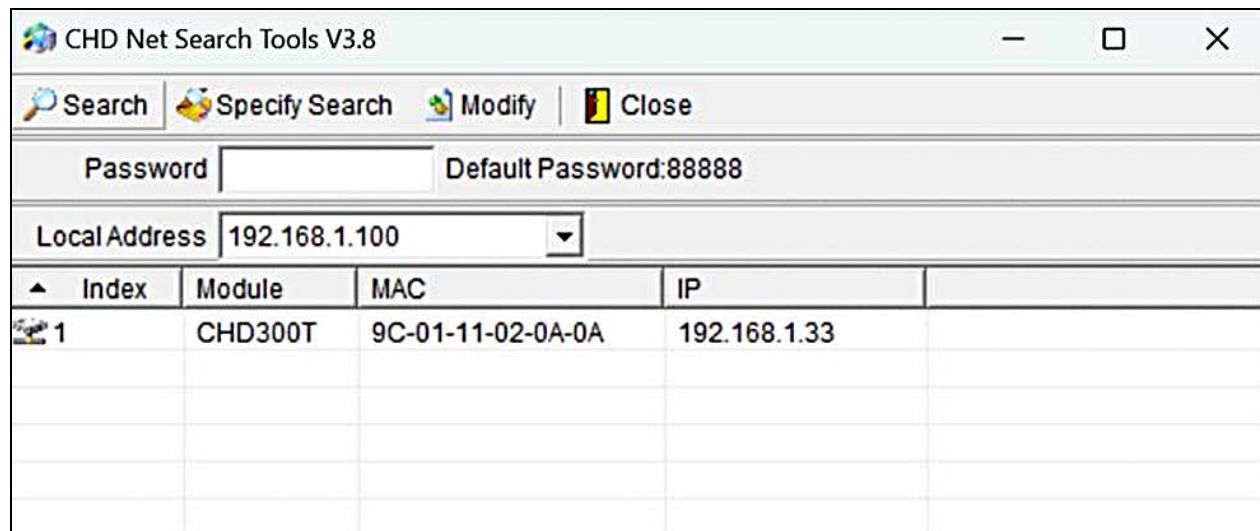 CHD Net Search Tools V3.8
Search Specify Search Modify Close
Password Default Password:88888
Local Address 192.168.1.100
Index Module MAC IP
1 CHD300T 9C-01-11-02-0A-0A 192.168.1.33